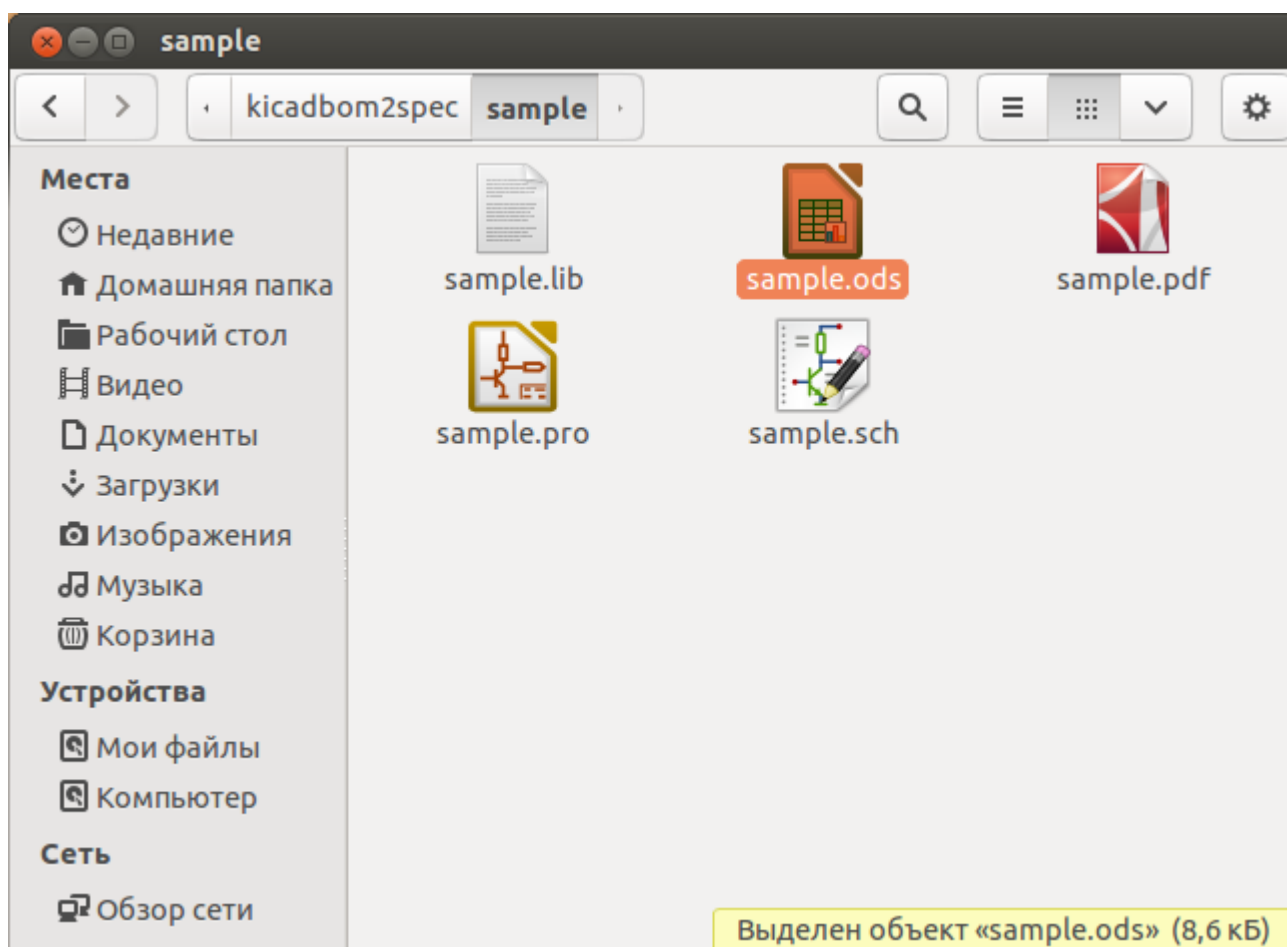 sample
kicadbom2spec sample
Места
Недавние
Домашняя папка
Рабочий стол
Видео
Документы
Загрузки
Изображения
Музыка
Корзина
Устройства
Мои файлы
Компьютер
Сеть
Обзор сети
sample.lib
sample.ods
sample.pdf
sample.pro
sample.sch
Выделен объект «sample.ods» (8,6 кБ)